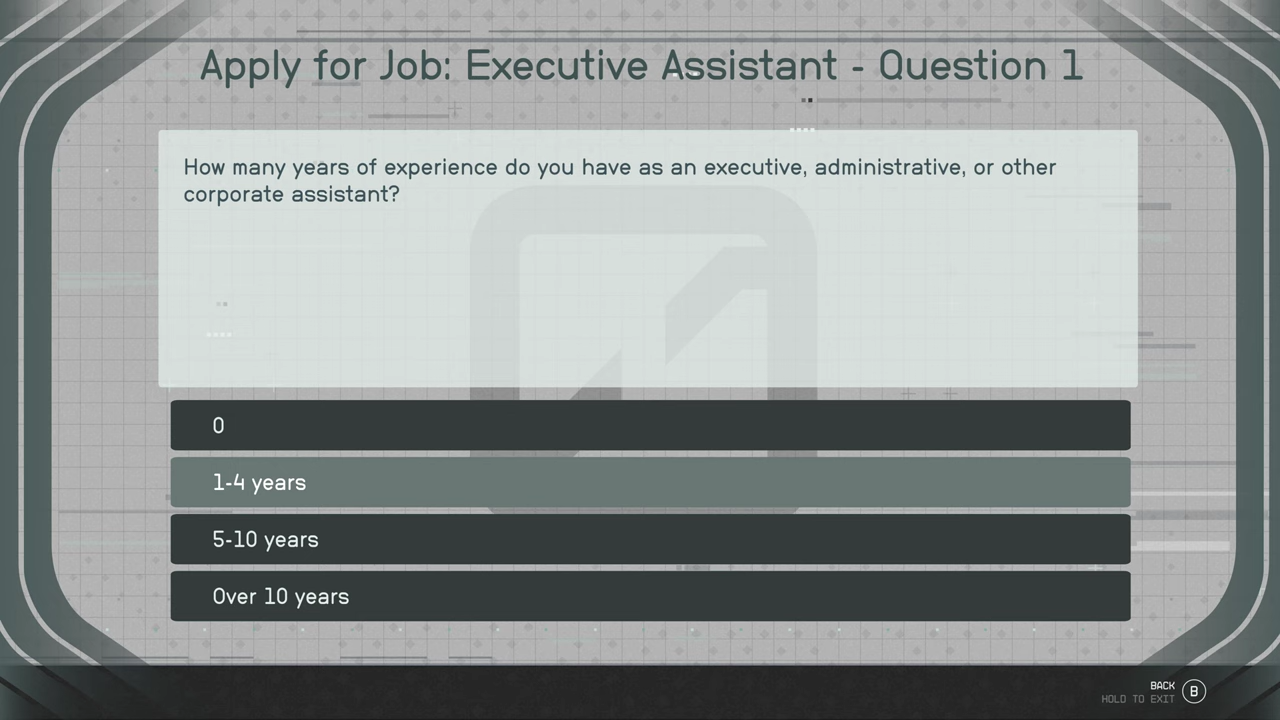 Apply for Job: Executive Assistant - Question 1
How many years of experience do you have as an executive, administrative, or other
corporate assistant?
0
1-4 years
5-10 years
Over 10 years
BACK
HOLD TO EXIT
B